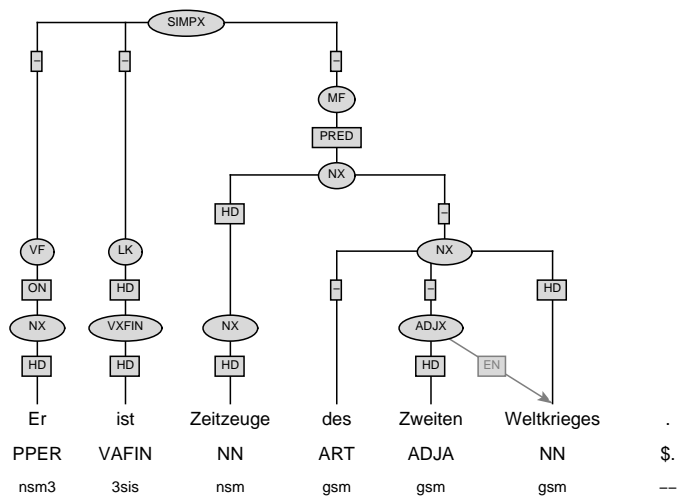 SIMPX
– – –
MF
PRED
NX
HD –
VF LK NX
ON HD – – HD
NX VXFIN NX ADJX
HD HD HD HD EN
Er ist Zeitzeuge des Zweiten Weltkrieges .
PPER VAFIN NN ART ADJA NN $.
nsm3 3sis nsm gsm gsm gsm −−